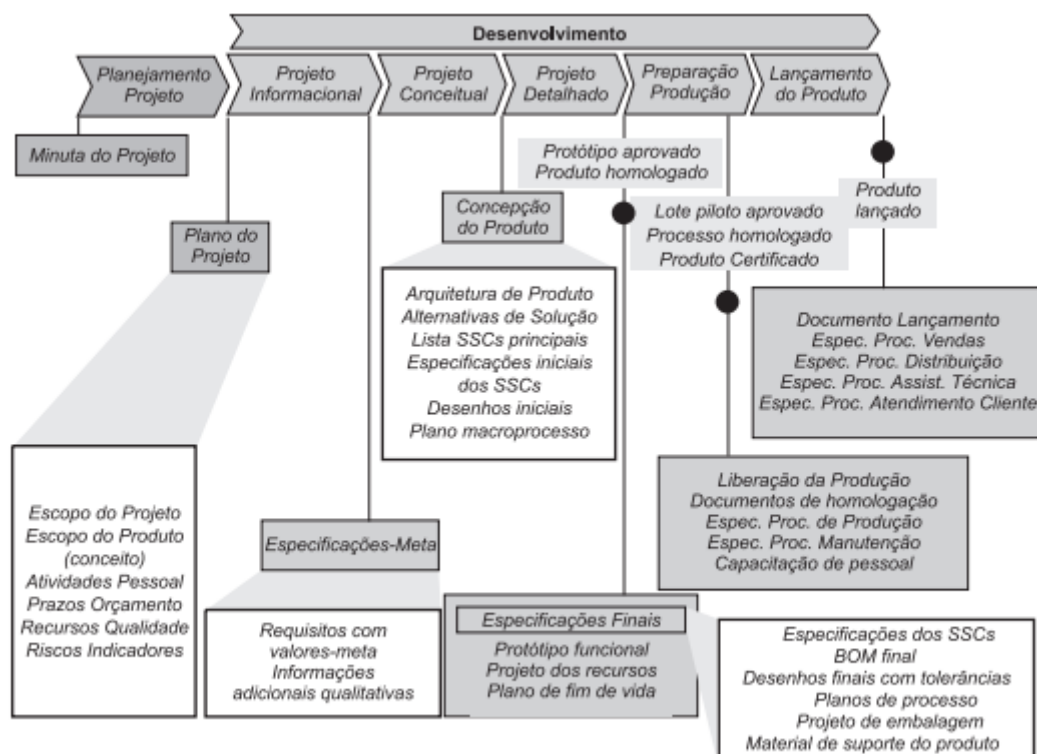 Desenvolvimento
Planejamento
Projeto
Projeto
Informacional
Projeto
Conceitual
Projeto
Detalhado
Preparação
Produção
Lançamento
do Produto
Minuta do Projeto
Plano do
Projeto
Escopo do Projeto
Escopo do Produto
(conceito)
Atividades Pessoal
Prazos Orçamento
Recursos Qualidade
Riscos Indicadores
Especificações-Meta
Requisitos com
valores-meta
Informações
adicionais qualitativas
Concepção
do Produto
Arquitetura de Produto
Alternativas de Solução
Lista SSCs principais
Especificações iniciais
dos SSCs
Desenhos iniciais
Plano macroprocesso
Protótipo aprovado
Produto homologado
Especificações Finais
Protótipo funcional
Projeto dos recursos
Plano de fim de vida
Especificações dos SSCs
BOM final
Desenhos finais com tolerâncias
Planos de processo
Projeto de embalagem
Material de suporte do produto
Lote piloto aprovado
Processo homologado
Produto Certificado
Liberação da Produção
Documentos de homologação
Espec. Proc. de Produção
Espec. Proc. Manutenção
Capacitação de pessoal
Produto
lançado
Documento Lançamento
Espec. Proc. Vendas
Espec. Proc. Distribuição
Espec. Proc. Assist. Técnica
Espec. Proc. Atendimento Cliente